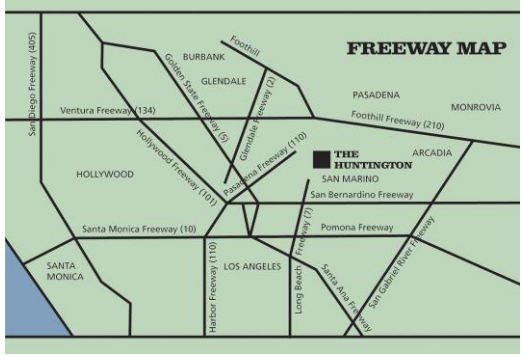 FREEWAY MAP
San Diego Freeway (405)
BURBANK
Foothill
GLENDALE
Golden State Freeway (5)
Glendale Freeway (2)
PASADENA
MONROVIA
Ventura Freeway (134)
Foothill Freeway (210)
Hollywood Freeway (101)
Pasadena Freeway (110)
THE
HUNTINGTON
ARCADIA
HOLLYWOOD
SAN MARINO
San Bernardino Freeway
Santa Monica Freeway (10)
Pomona Freeway
SANTA
MONICA
Harbor Freeway (110)
LOS ANGELES
Long Beach Freeway (7)
Santa Ana Freeway
San Gabriel River Freeway